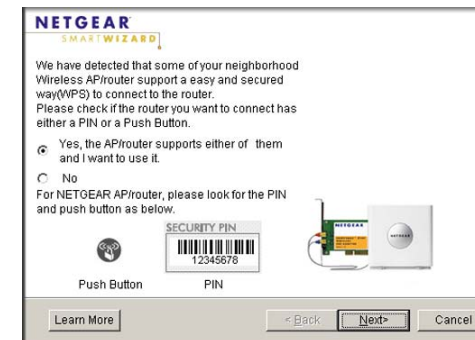 NETGEAR
SMARTWIZARD
We have detected that some of your neighborhood
Wireless AP/router support a easy and secured
way(WPS) to connect to the router.
Please check if the router you want to connect has
either a PIN or a Push Button.
Yes, the AP/router supports either of them
and I want to use it.
No
For NETGEAR AP/router, please look for the PIN
and push button as below.
SECURITY PIN
12345678
Push Button
PIN
NETGEAR
Learn More
< Back
Next>
Cancel